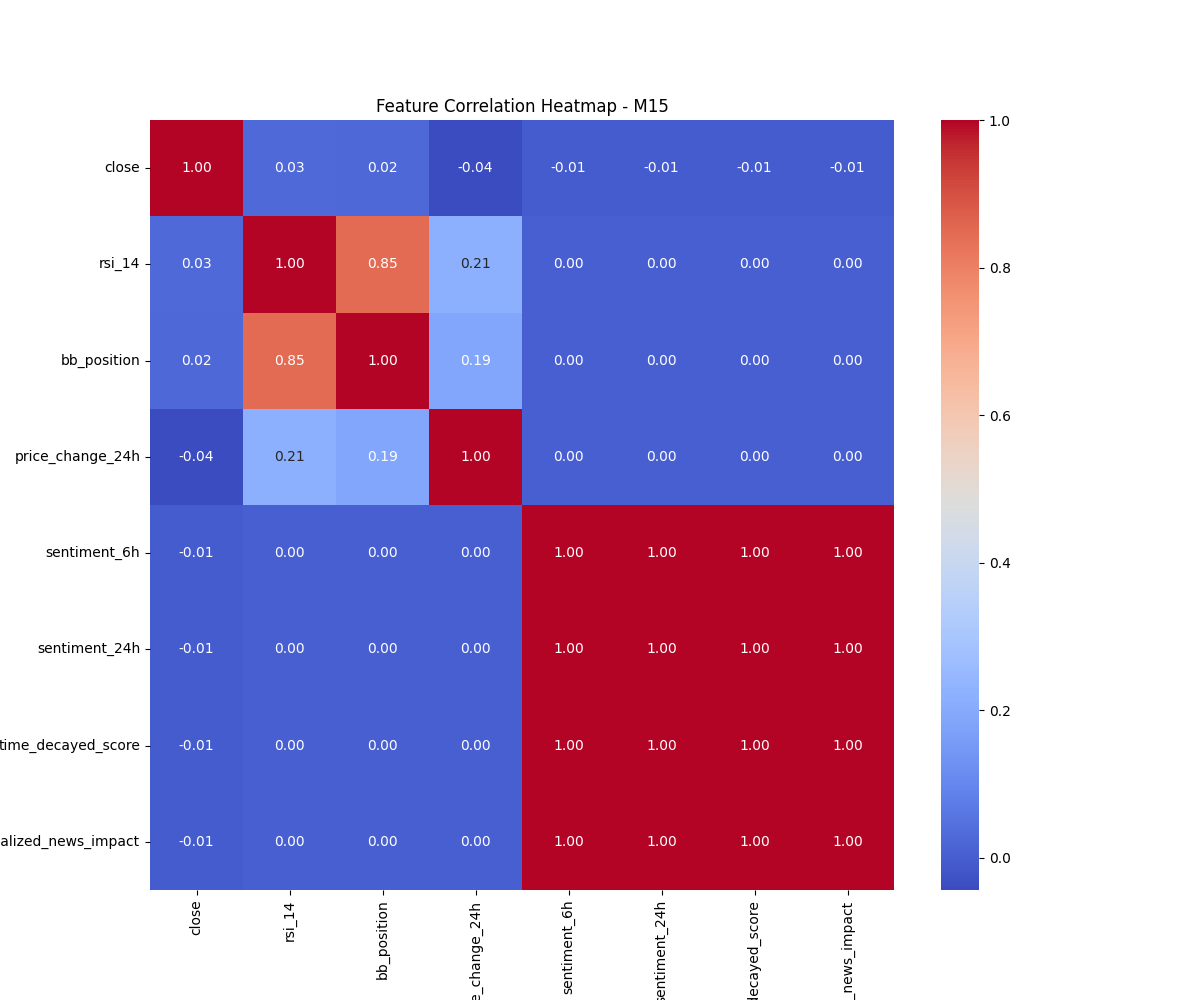 Feature Correlation Heatmap - M15
close 1.00 0.03 0.02 -0.04 -0.01 -0.01 -0.01 -0.01
rsi_14 0.03 1.00 0.85 0.21 0.00 0.00 0.00 0.00
bb_position 0.02 0.85 1.00 0.19 0.00 0.00 0.00 0.00
price_change_24h -0.04 0.21 0.19 1.00 0.00 0.00 0.00 0.00
sentiment_6h -0.01 0.00 0.00 0.00 1.00 1.00 1.00 1.00
sentiment_24h -0.01 0.00 0.00 0.00 1.00 1.00 1.00 1.00
time_decayed_score -0.01 0.00 0.00 0.00 1.00 1.00 1.00 1.00
alized_news_impact -0.01 0.00 0.00 0.00 1.00 1.00 1.00 1.00
close
rsi_14
bb_position
e_change_24h
sentiment_6h
sentiment_24h
decayed_score
_news_impact
1.0
0.8
0.6
0.4
0.2
0.0